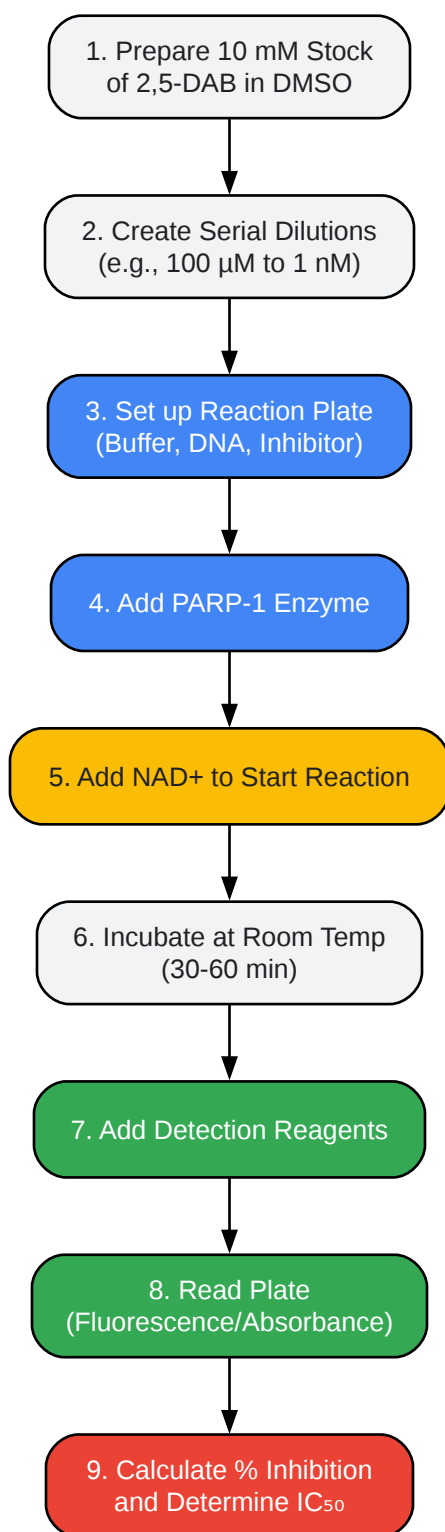 1. Prepare 10 mM Stock
of 2,5-DAB in DMSO
2. Create Serial Dilutions
(e.g., 100 µM to 1 nM)
3. Set up Reaction Plate
(Buffer, DNA, Inhibitor)
4. Add PARP-1 Enzyme
5. Add NAD+ to Start Reaction
6. Incubate at Room Temp
(30-60 min)
7. Add Detection Reagents
8. Read Plate
(Fluorescence/Absorbance)
9. Calculate % Inhibition
and Determine IC₅₀